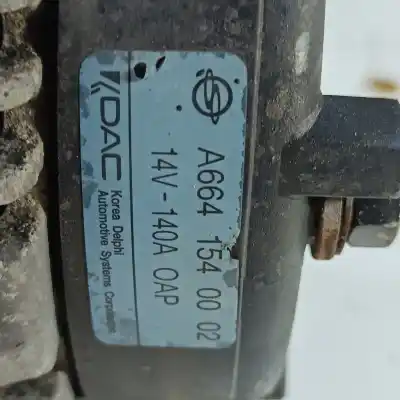 A664 154 00 02
14V-140A OAP
KDAC
Korea Delphi
Automotive Systems Corporation